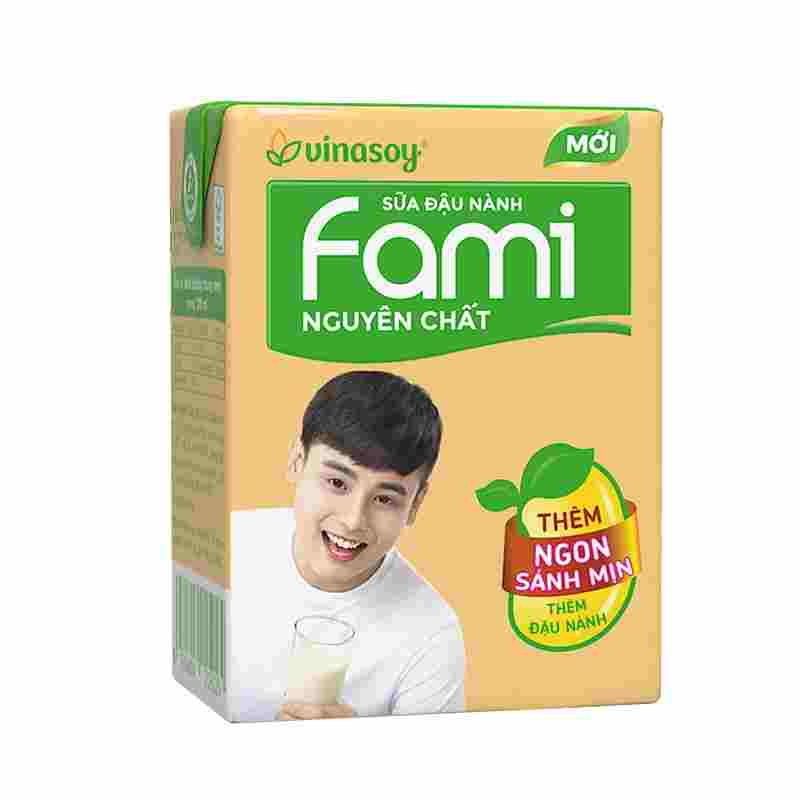 vinasoy
MỚI
SỮA ĐẬU NÀNH
Fami
NGUYÊN CHẤT
THÊM
NGON
SÁNH MỊN
THÊM
ĐẬU NÀNH